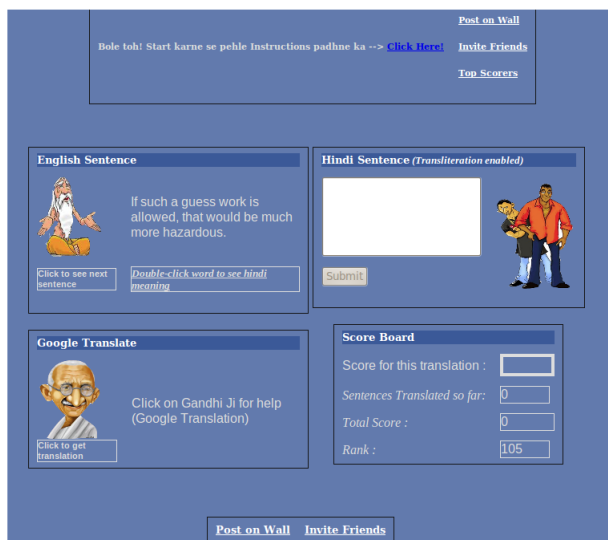 Post on Wall
Bole toh! Start karne se pehle Instructions padhne ka --> Click Here!
Invite Friends
Top Scorers
English Sentence
If such a guess work is
allowed, that would be much
more hazardous.
Click to see next
sentence
Double-click word to see hindi
meaning
Hindi Sentence (Transliteration enabled)
Submit
Google Translate
Click on Gandhi Ji for help
(Google Translation)
Click to get
translation
Score Board
Score for this translation :
Sentences Translated so far: 0
Total Score : 0
Rank : 105
Post on Wall Invite Friends